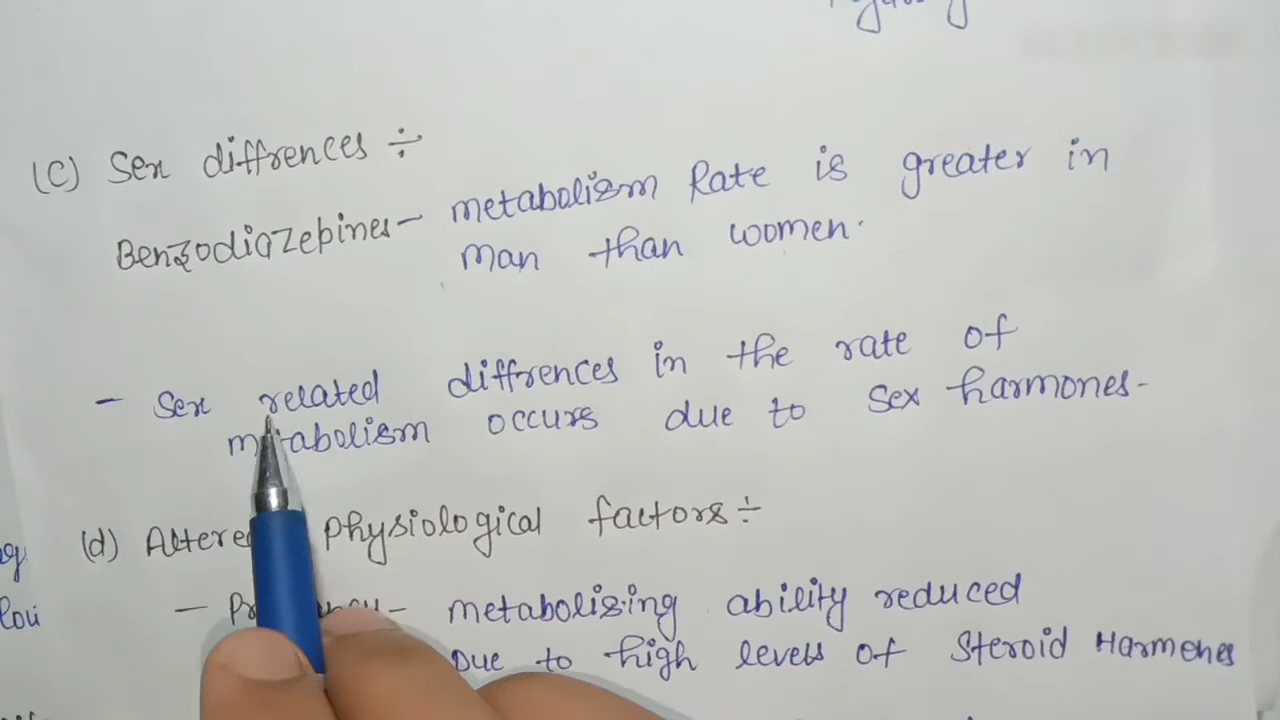 (C) Sex diffrences ÷
Benzodiazepines - metabolism Rate is greater in
man than women.
- Sex related diffrences in the rate of
metabolism occurs due to sex harmones-
(d) Altered physiological factors ÷
- metabolising ability reduced
Due to high levels of Steroid Harmones